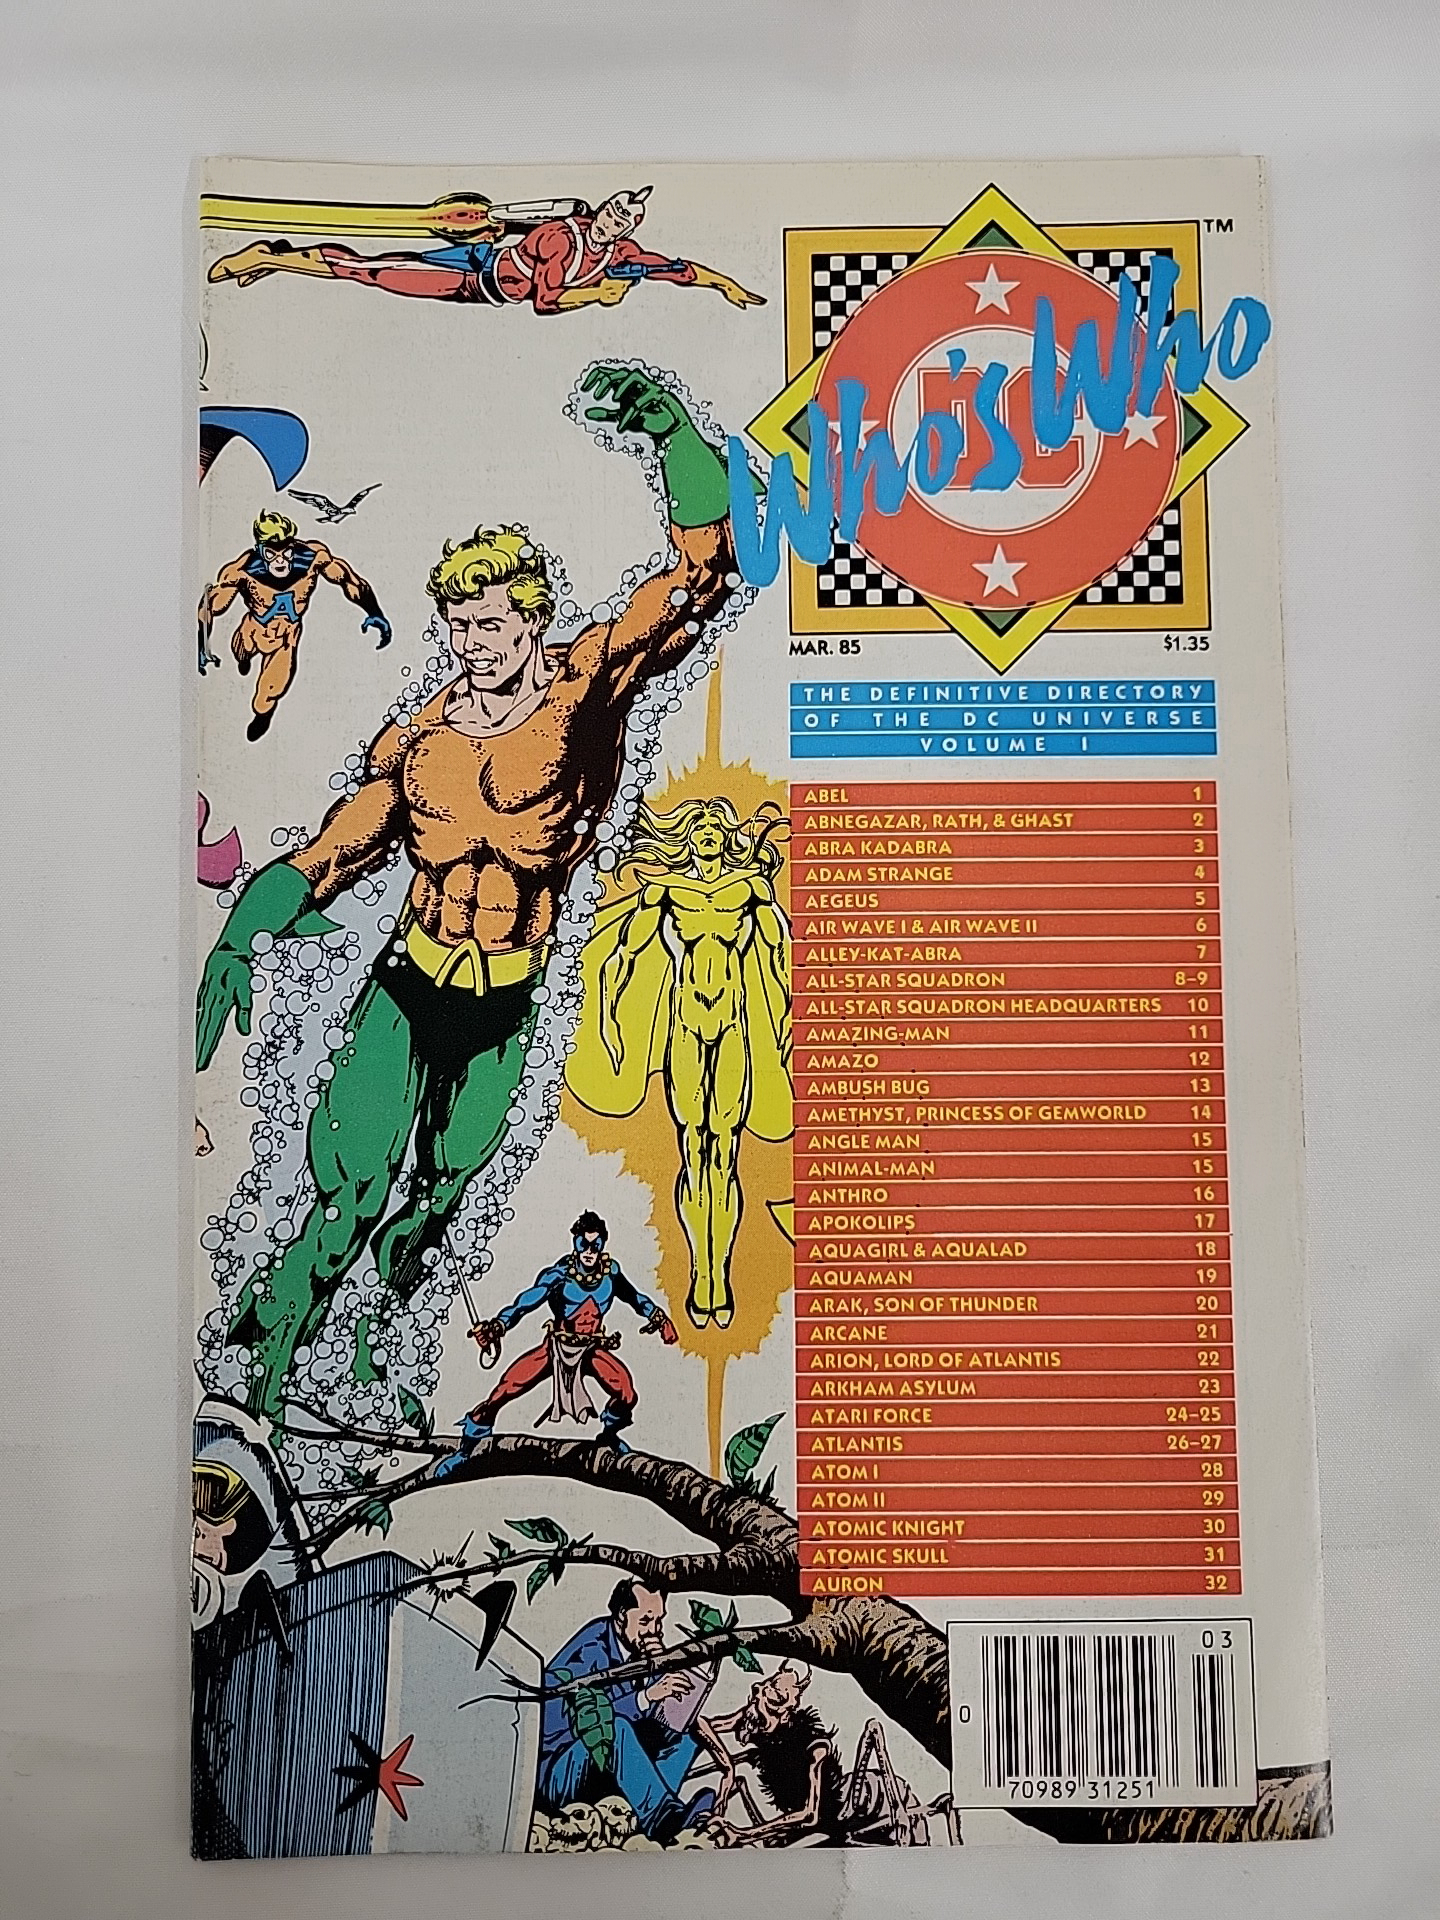 TM
Who's Who
DC
MAR. 85 $1.35
THE DEFINITIVE DIRECTORY
OF THE DC UNIVERSE
VOLUME I
ABEL 1
ABNEGAZAR, RATH, & GHAST 2
ABRA KADABRA 3
ADAM STRANGE 4
AEGEUS 5
AIR WAVE I & AIR WAVE II 6
ALLEY-KAT-ABRA 7
ALL-STAR SQUADRON 8-9
ALL-STAR SQUADRON HEADQUARTERS 10
AMAZING-MAN 11
AMAZO 12
AMBUSH BUG 13
AMETHYST, PRINCESS OF GEMWORLD 14
ANGLE MAN 15
ANIMAL-MAN 15
ANTHRO 16
APOKOLIPS 17
AQUAGIRL & AQUALAD 18
AQUAMAN 19
ARAK, SON OF THUNDER 20
ARCANE 21
ARION, LORD OF ATLANTIS 22
ARKHAM ASYLUM 23
ATARI FORCE 24-25
ATLANTIS 26-27
ATOM I 28
ATOM II 29
ATOMIC KNIGHT 30
ATOMIC SKULL 31
AURON 32
A
03
0
70989 31251